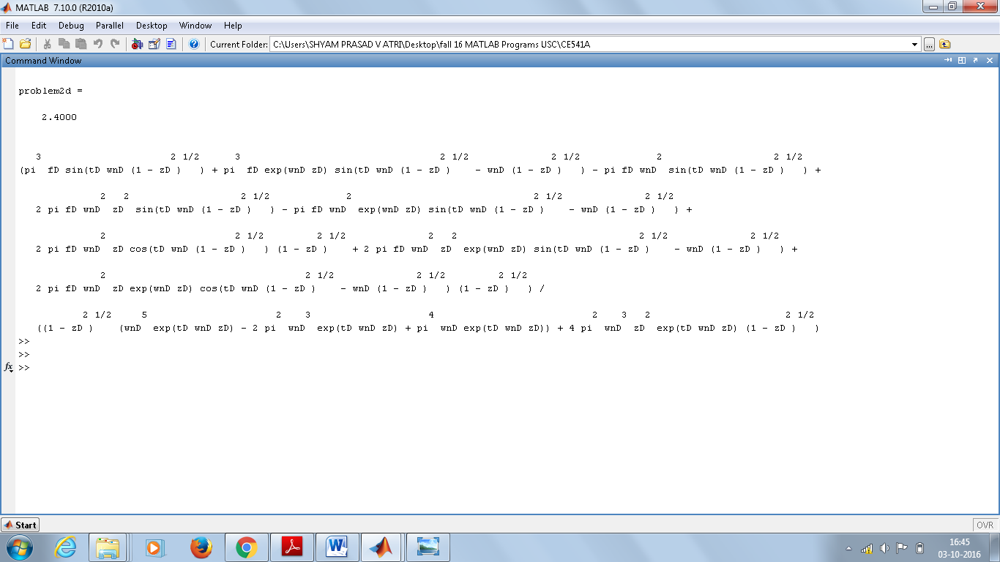 MATLAB 7.10.0 (R2010a)
File Edit Debug Parallel Desktop Window Help
Current Folder: C:\Users\SHYAM PRASAD V ATRI\Desktop\fall 16 MATLAB Programs USC\CE541A ...
Command Window
problem2d =
2.4000
3 2 1/2 3 2 1/2 2 1/2 2 2 1/2
(pi fD sin(tD wnD (1 - zD ) ) + pi fD exp(wnD zD) sin(tD wnD (1 - zD ) - wnD (1 - zD ) ) - pi fD wnD sin(tD wnD (1 - zD ) ) +
2 2 2 1/2 2 2 1/2 2 1/2
2 pi fD wnD zD sin(tD wnD (1 - zD ) ) - pi fD wnD exp(wnD zD) sin(tD wnD (1 - zD ) - wnD (1 - zD ) ) +
2 2 1/2 2 1/2 2 2 2 1/2 2 1/2
2 pi fD wnD zD cos(tD wnD (1 - zD ) ) (1 - zD ) + 2 pi fD wnD zD exp(wnD zD) sin(tD wnD (1 - zD ) - wnD (1 - zD ) ) +
2 2 1/2 2 1/2 2 1/2
2 pi fD wnD zD exp(wnD zD) cos(tD wnD (1 - zD ) - wnD (1 - zD ) ) (1 - zD ) ) /
2 1/2 5 2 3 4 2 3 2 2 1/2
((1 - zD ) (wnD exp(tD wnD zD) - 2 pi wnD exp(tD wnD zD) + pi wnD exp(tD wnD zD)) + 4 pi wnD zD exp(tD wnD zD) (1 - zD ) )
>>
>>
fx >>
Start OVR
16:45
03-10-2016